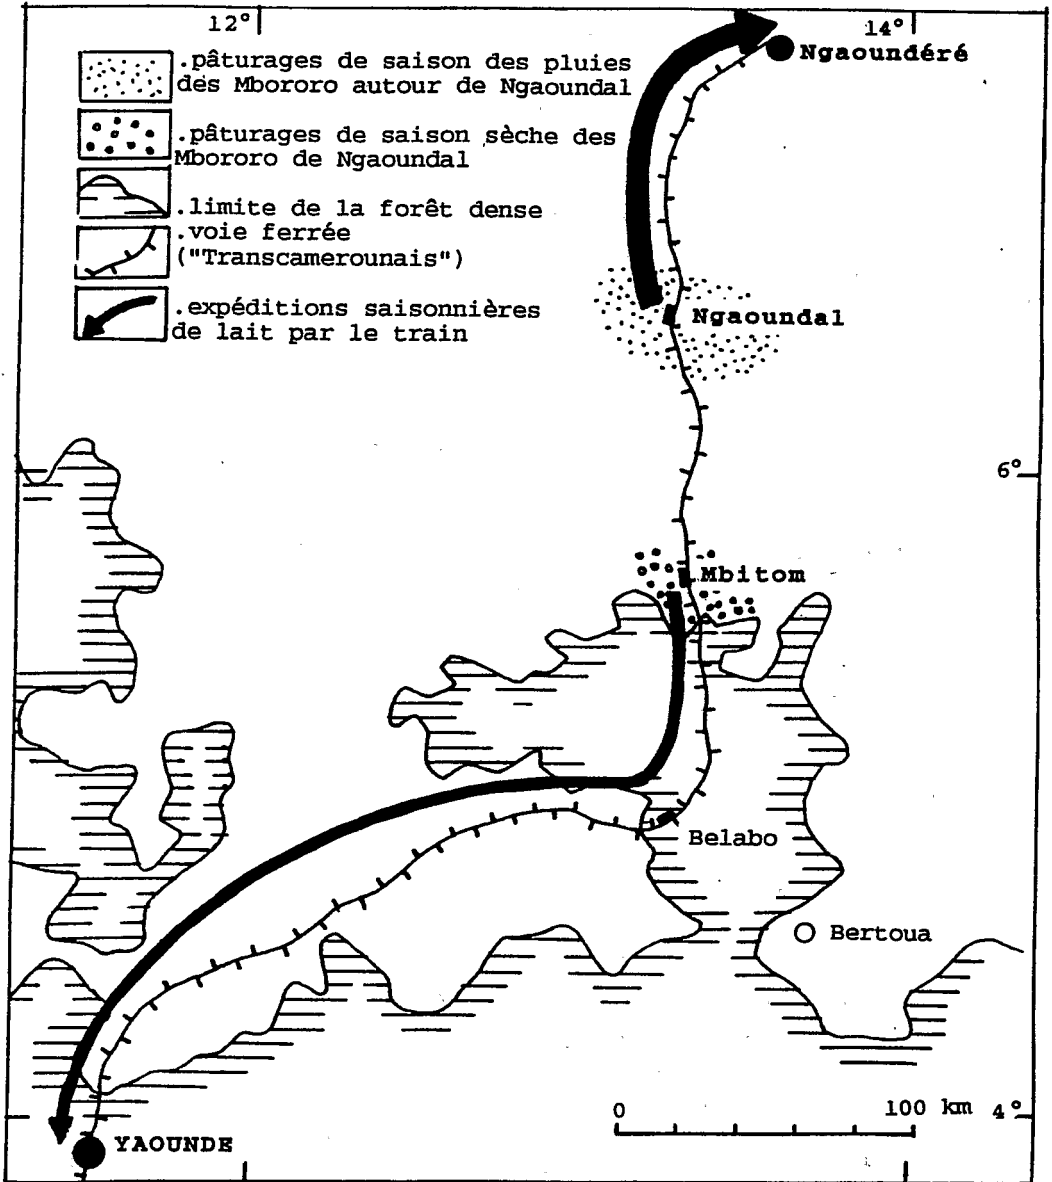 12°
14°
Ngaoundéré
.pâturages de saison des pluies
des Mbororo autour de Ngaoundal
.pâturages de saison sèche des
Mbororo de Ngaoundal
.limite de la forêt dense
.voie ferrée
("Transcamerounais")
.expéditions saisonnières
de lait par le train
Ngaoundal
6°
Mbitom
Belabo
Bertoua
0 100 km
4°
YAOUNDE